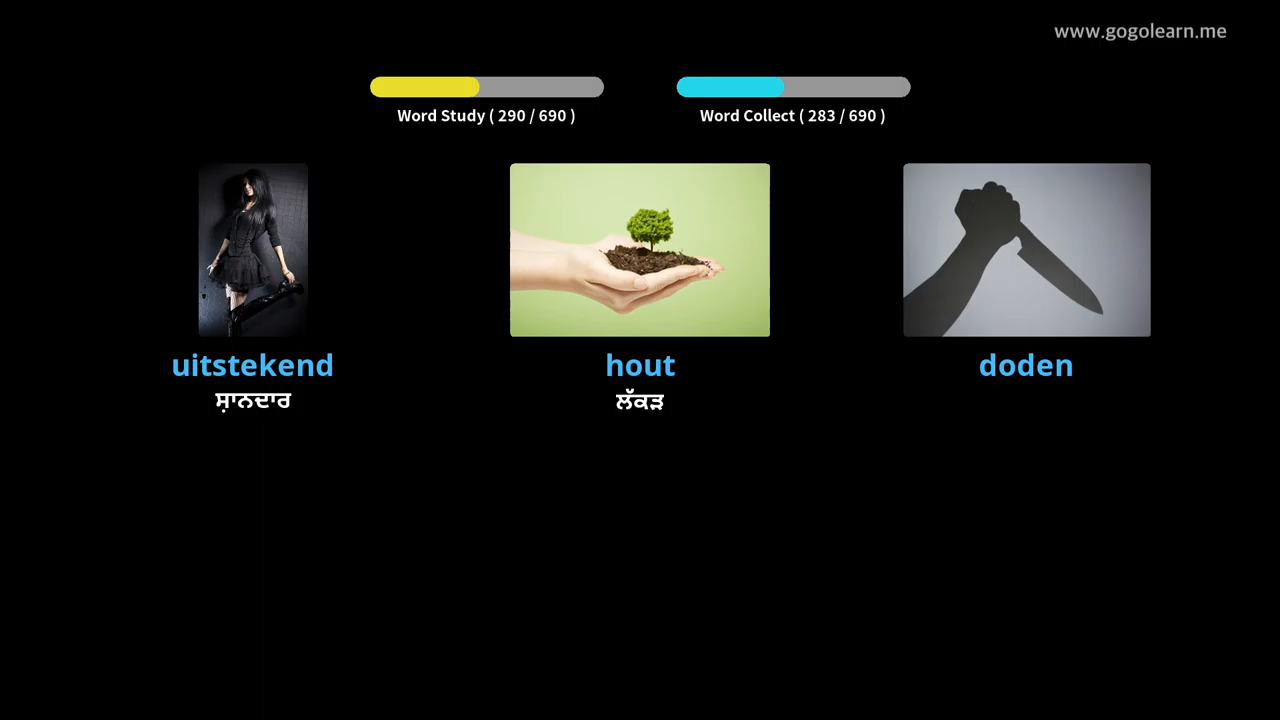 www.gogolearn.me
Word Study ( 290 / 690 )
Word Collect ( 283 / 690 )
uitstekend
hout
doden
ਸ਼ਾਨਦਾਰ
ਲੱਕੜ